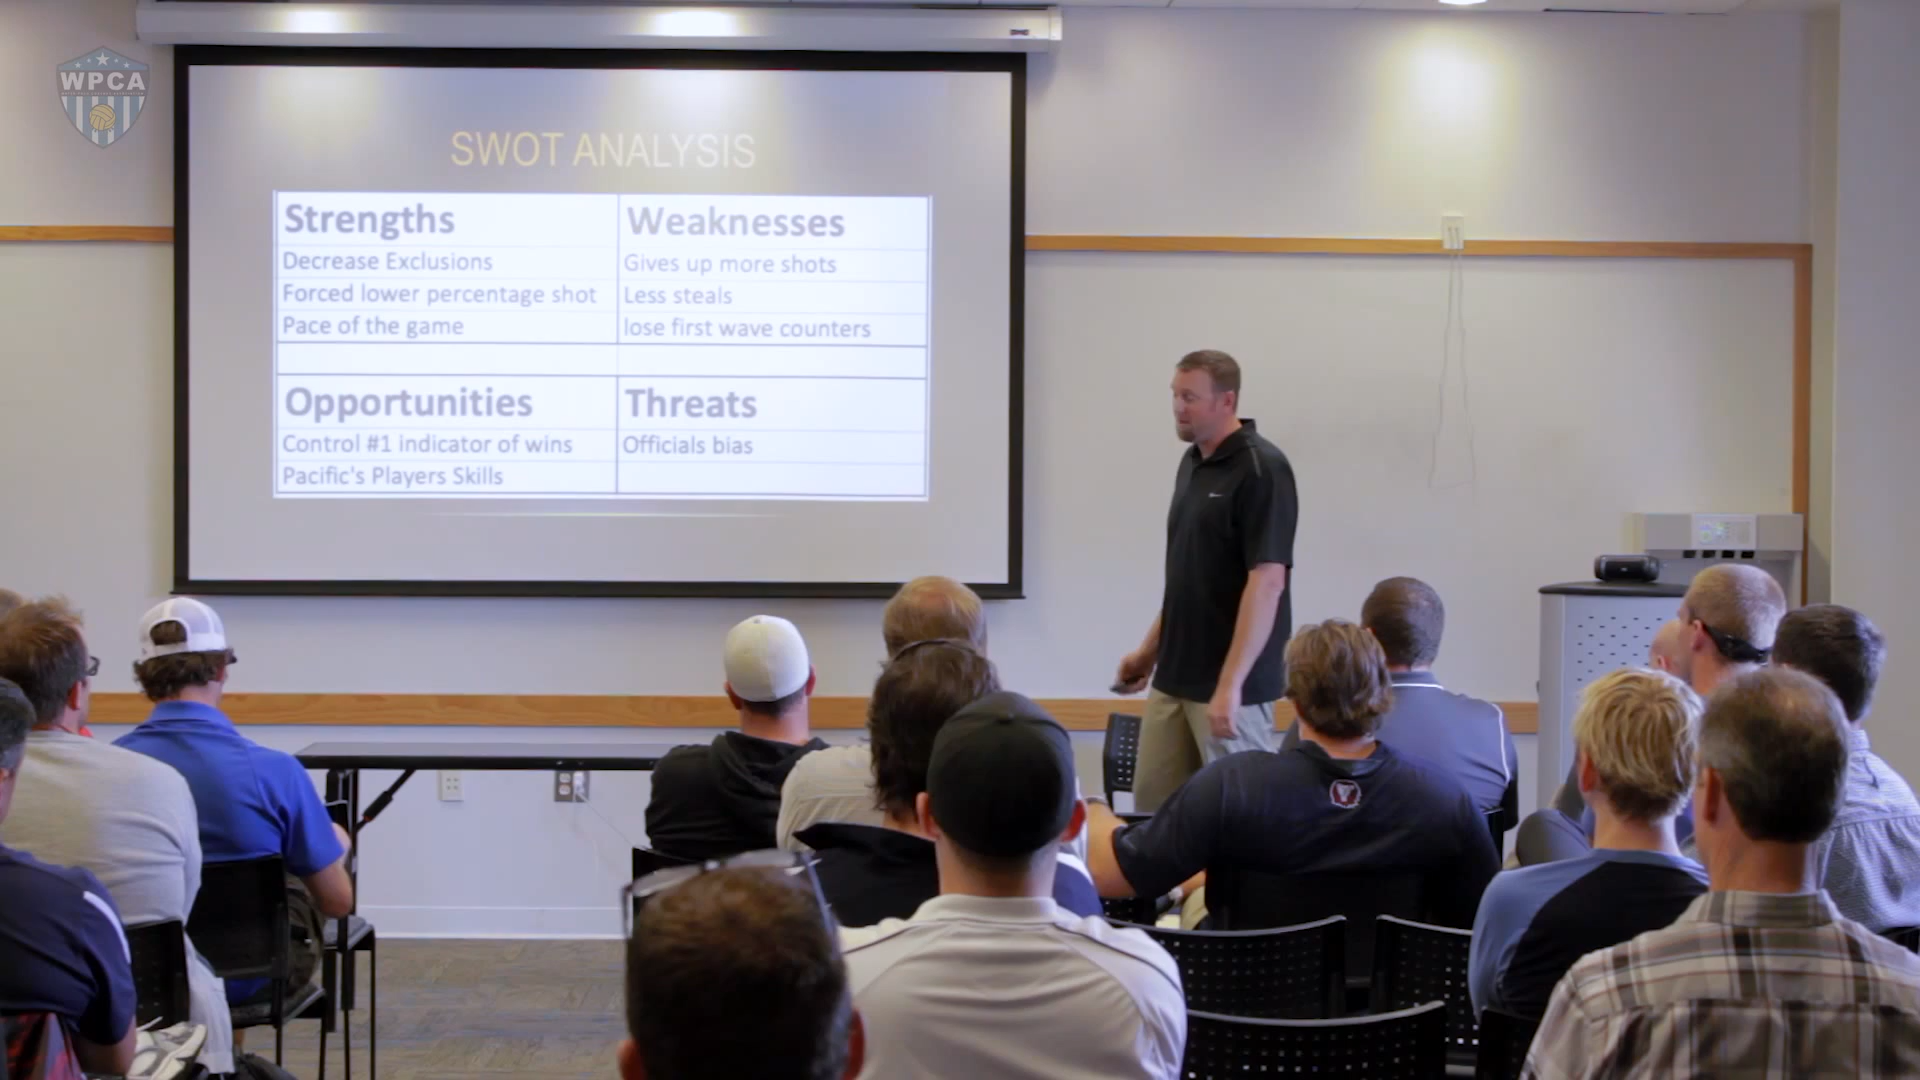 WPCA
SWOT ANALYSIS
Strengths
Weaknesses
Decrease Exclusions
Gives up more shots
Forced lower percentage shot
Less steals
Pace of the game
lose first wave counters
Opportunities
Threats
Control #1 indicator of wins
Officials bias
Pacific's Players Skills